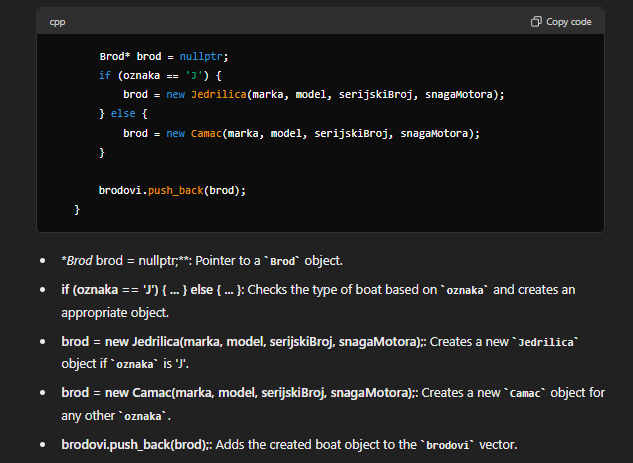 cpp
Copy code
Brod* brod = nullptr;
if (oznaka == 'J') {
brod = new Jedrilica(marka, model, serijskiBroj, snagaMotora);
} else {
brod = new Camac(marka, model, serijskiBroj, snagaMotora);
}
brodovi.push_back(brod);
}
• *Brod brod = nullptr;**: Pointer to a `Brod` object.
• if (oznaka == 'J') { ... } else { ... }: Checks the type of boat based on `oznaka` and creates an
appropriate object.
• brod = new Jedrilica(marka, model, serijskiBroj, snagaMotora);: Creates a new `Jedrilica`
object if `oznaka` is 'J'.
• brod = new Camac(marka, model, serijskiBroj, snagaMotora);: Creates a new `Camac` object for
any other `oznaka`.
• brodovi.push_back(brod);: Adds the created boat object to the `brodovi` vector.